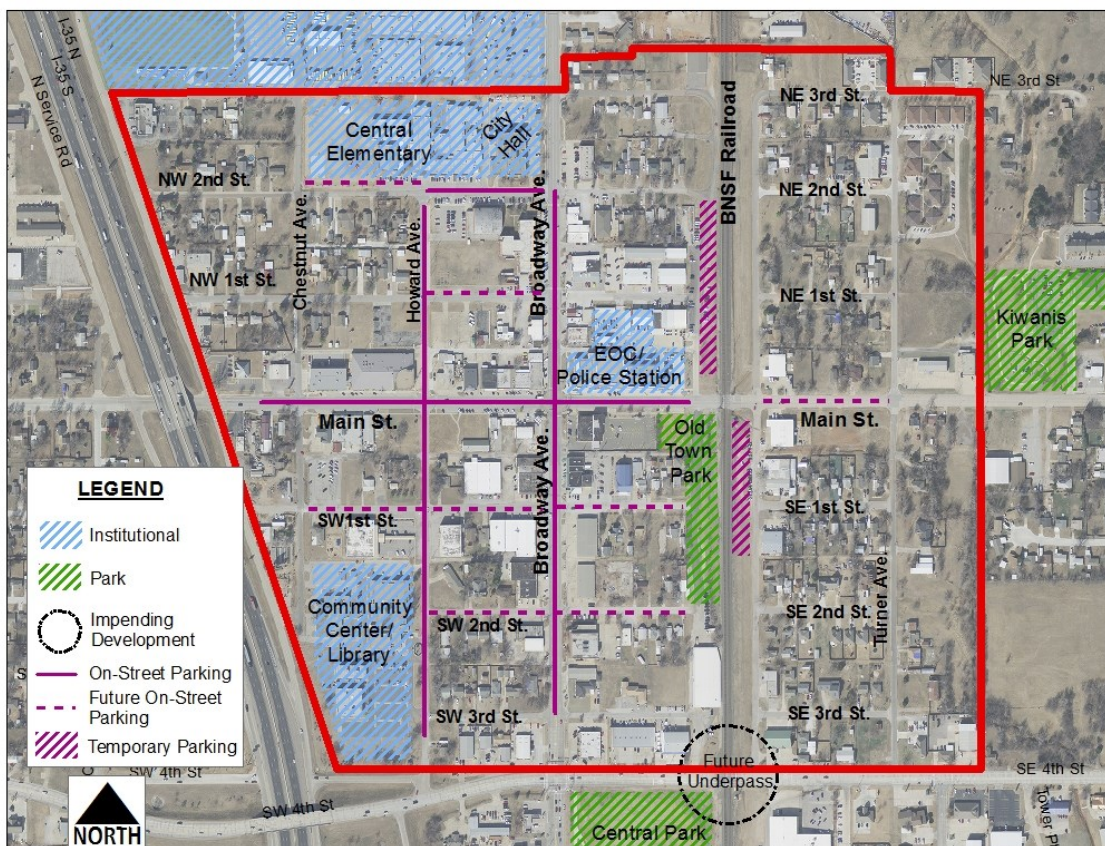 I-35 N
I-35 S
N Service Rd
NE 3rd St
NE 3rd St.
Central
Elementary
City
Hall
BNSF Railroad
NW 2nd St.
NE 2nd St.
Chestnut Ave.
Howard Ave.
Broadway Ave.
NW 1st St.
NE 1st St.
Kiwanis
Park
EOC/
Police Station
Main St.
Main St.
Old
Town
Park
Broadway Ave.
SW1st St.
SE 1st St.
Community
Center/
Library
SW 2nd St.
SE 2nd St.
Turner Ave.
SW 3rd St.
SE 3rd St.
Future
Underpass
SW 4th St
SW 4th St
SE 4th St
Central Park
LEGEND
Institutional
Park
Impending
Development
On-Street Parking
Future On-Street
Parking
Temporary Parking
NORTH